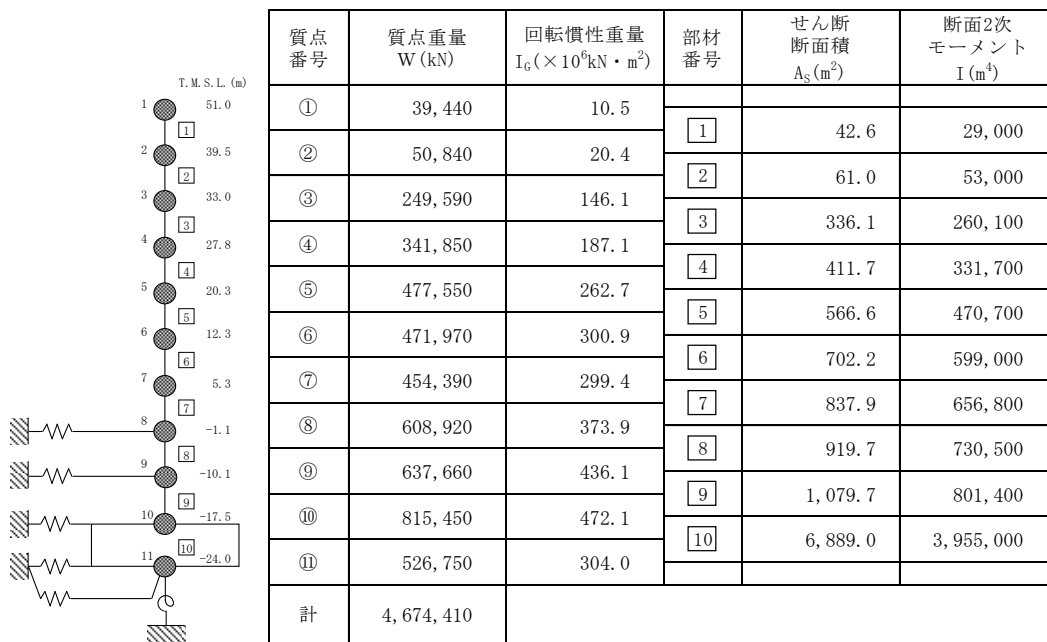 T.M.S.L.(m)
1 51.0
1
2 39.5
2
3 33.0
3
4 27.8
4
5 20.3
5
6 12.3
6
7 5.3
7
8 -1.1
8
9 -10.1
9
10 -17.5
10
11 -24.0
質点番号 質点重量 W(kN) 回転慣性重量 I_G(×10⁶kN・m²)
① 39,440 10.5
② 50,840 20.4
③ 249,590 146.1
④ 341,850 187.1
⑤ 477,550 262.7
⑥ 471,970 300.9
⑦ 454,390 299.4
⑧ 608,920 373.9
⑨ 637,660 436.1
⑩ 815,450 472.1
⑪ 526,750 304.0
計 4,674,410
部材番号 せん断断面積 A_S(m²) 断面2次モーメント I(m⁴)
1 42.6 29,000
2 61.0 53,000
3 336.1 260,100
4 411.7 331,700
5 566.6 470,700
6 702.2 599,000
7 837.9 656,800
8 919.7 730,500
9 1,079.7 801,400
10 6,889.0 3,955,000